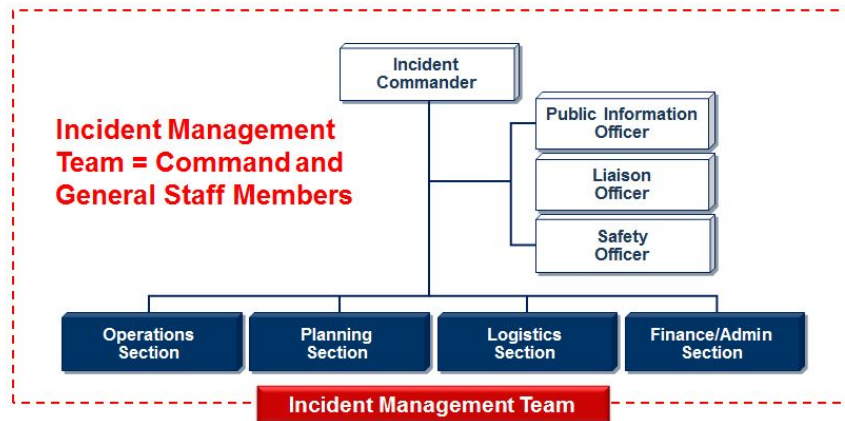 Incident
Commander
Public Information
Officer
Incident Management
Team = Command and
General Staff Members
Liaison
Officer
Safety
Officer
Operations
Section
Planning
Section
Logistics
Section
Finance/Admin
Section
Incident Management Team